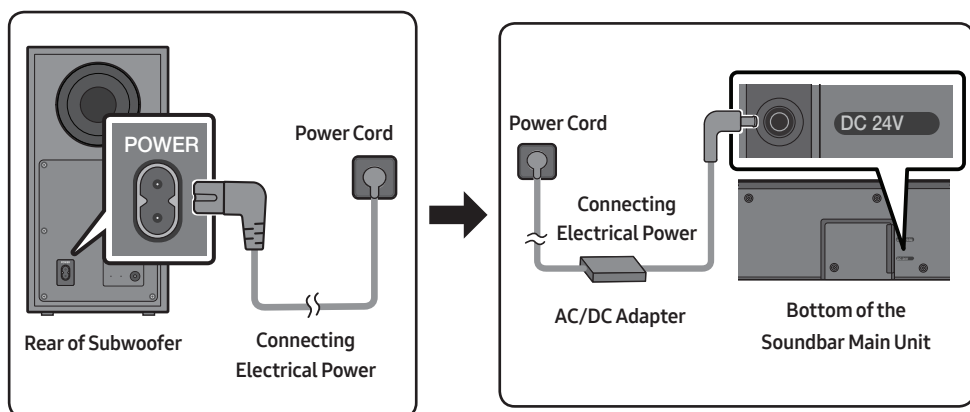 POWER
Power Cord
Rear of Subwoofer
Connecting
Electrical Power
Power Cord
DC 24V
Connecting
Electrical Power
AC/DC Adapter
Bottom of the
Soundbar Main Unit